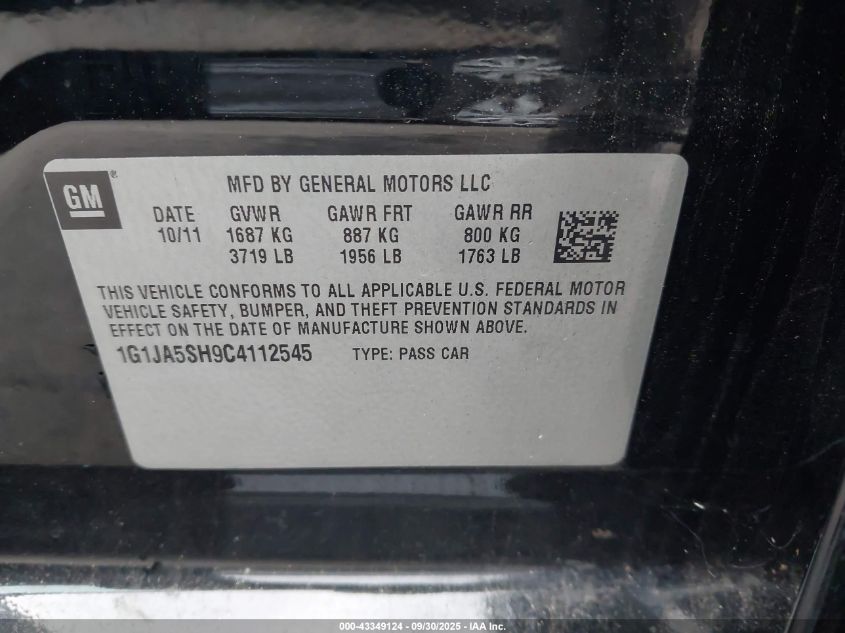 GM ®
MFD BY GENERAL MOTORS LLC
DATE GVWR GAWR FRT GAWR RR
10/11 1687 KG 887 KG 800 KG
3719 LB 1956 LB 1763 LB
THIS VEHICLE CONFORMS TO ALL APPLICABLE U.S. FEDERAL MOTOR
VEHICLE SAFETY, BUMPER, AND THEFT PREVENTION STANDARDS IN
EFFECT ON THE DATE OF MANUFACTURE SHOWN ABOVE.
1G1JA5SH9C4112545 TYPE: PASS CAR
000-43349124 - 09/30/2025 - IAA Inc.